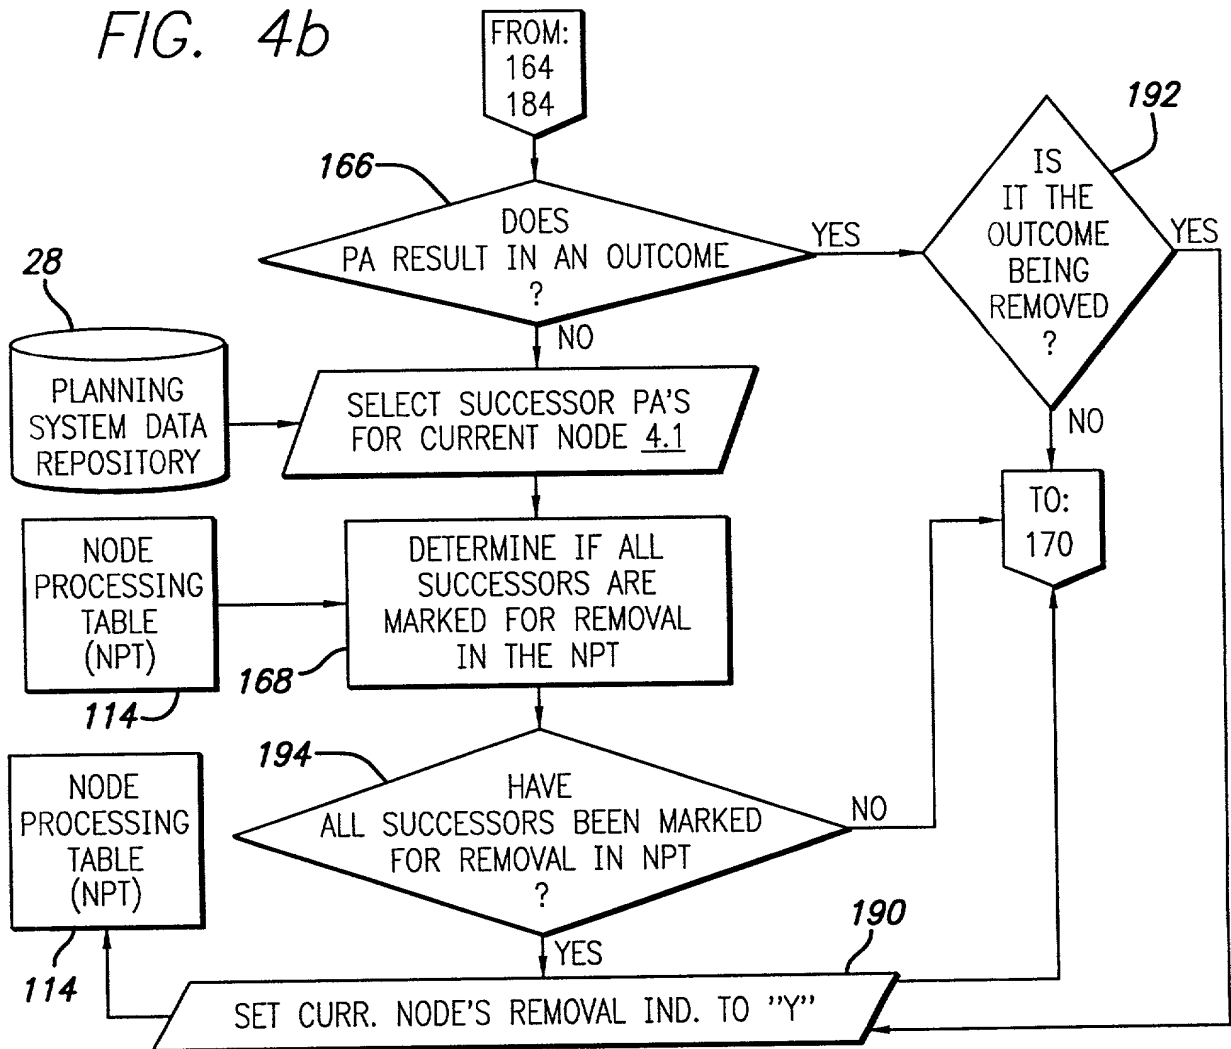 FIG. 4b
FROM:
164
184
166
DOES
PA RESULT IN AN OUTCOME
?
YES
NO
192
IS
IT THE
OUTCOME
BEING
REMOVED
?
YES
NO
28
PLANNING
SYSTEM DATA
REPOSITORY
SELECT SUCCESSOR PA'S
FOR CURRENT NODE 4.1
TO:
170
NODE
PROCESSING
TABLE
(NPT)
114
DETERMINE IF ALL
SUCCESSORS ARE
MARKED FOR REMOVAL
IN THE NPT
168
194
HAVE
ALL SUCCESSORS BEEN MARKED
FOR REMOVAL IN NPT
?
NO
YES
NODE
PROCESSING
TABLE
(NPT)
114
190
SET CURR. NODE'S REMOVAL IND. TO "Y"